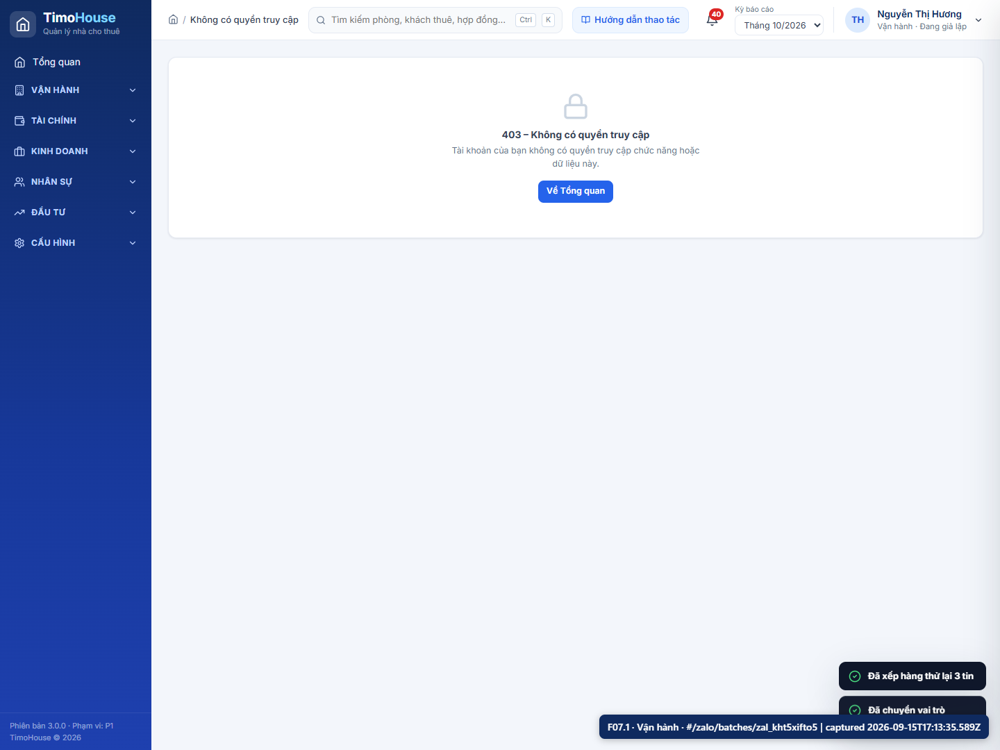 TimoHouse
Quản lý nhà cho thuê
Tổng quan
VẬN HÀNH
TÀI CHÍNH
KINH DOANH
NHÂN SỰ
ĐẦU TƯ
CẤU HÌNH
Phiên bản 3.0.0 · Phạm vi: P1
TimoHouse © 2026
/ Không có quyền truy cập
Tìm kiếm phòng, khách thuê, hợp đồng... Ctrl K
Hướng dẫn thao tác
40
Kỳ báo cáo
Tháng 10/2026
TH
Nguyễn Thị Hương
Vận hành · Đang giả lập
403 – Không có quyền truy cập
Tài khoản của bạn không có quyền truy cập chức năng hoặc
dữ liệu này.
Về Tổng quan
Đã xếp hàng thử lại 3 tin
Đã chuyển vai trò
F07.1 · Vận hành · #/zalo/batches/zal_kht5xifto5 | captured 2026-09-15T17:13:35.589Z